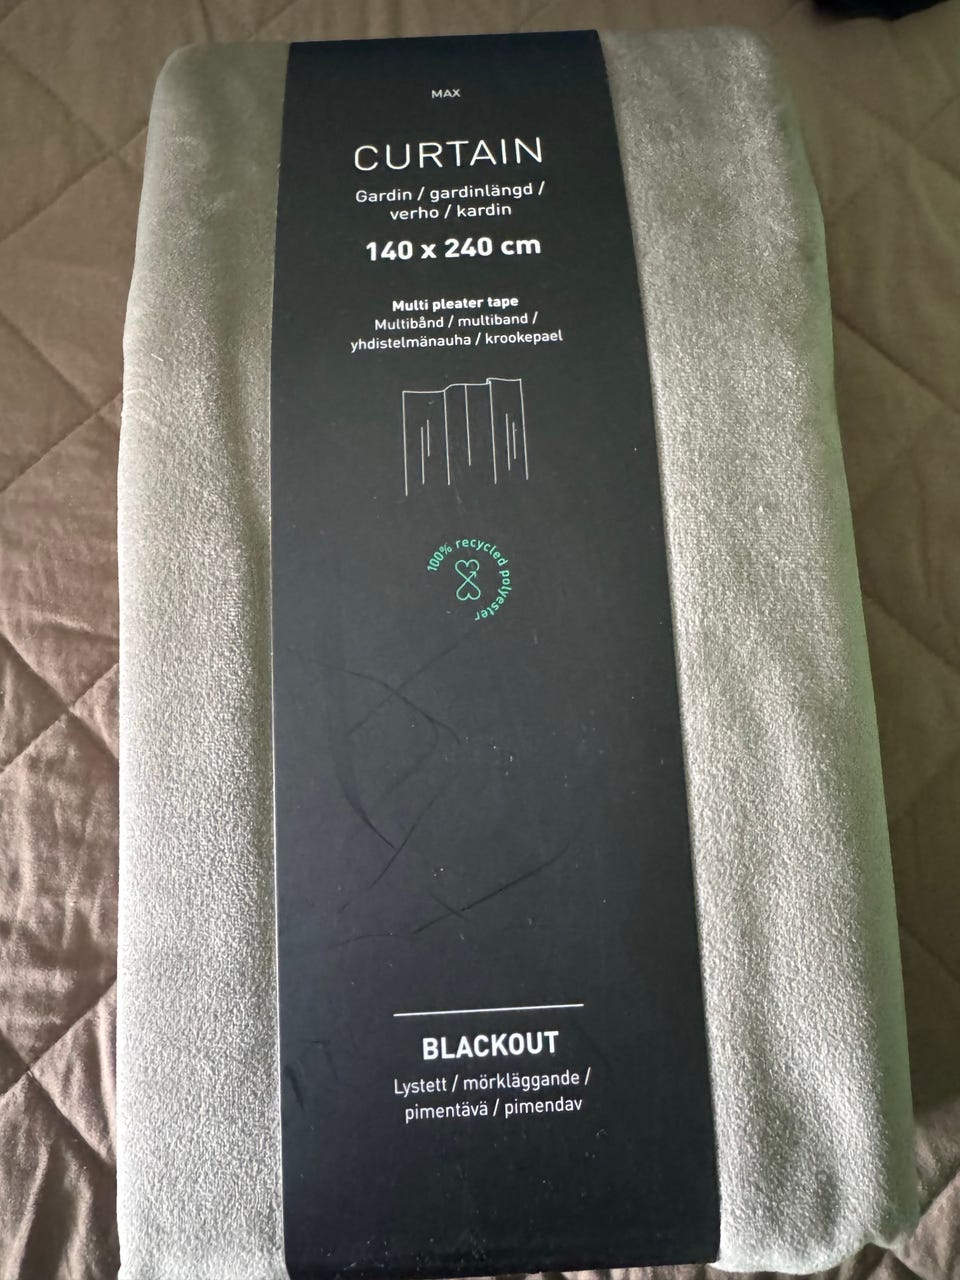 MAX
CURTAIN
Gardin / gardinlängd /
verho / kardin
140 x 240 cm
Multi pleater tape
Multibånd / multiband /
yhdistelmänauha / krookepael
100% recycled polyester
BLACKOUT
Lystett / mörkläggande /
pimentävä / pimendav